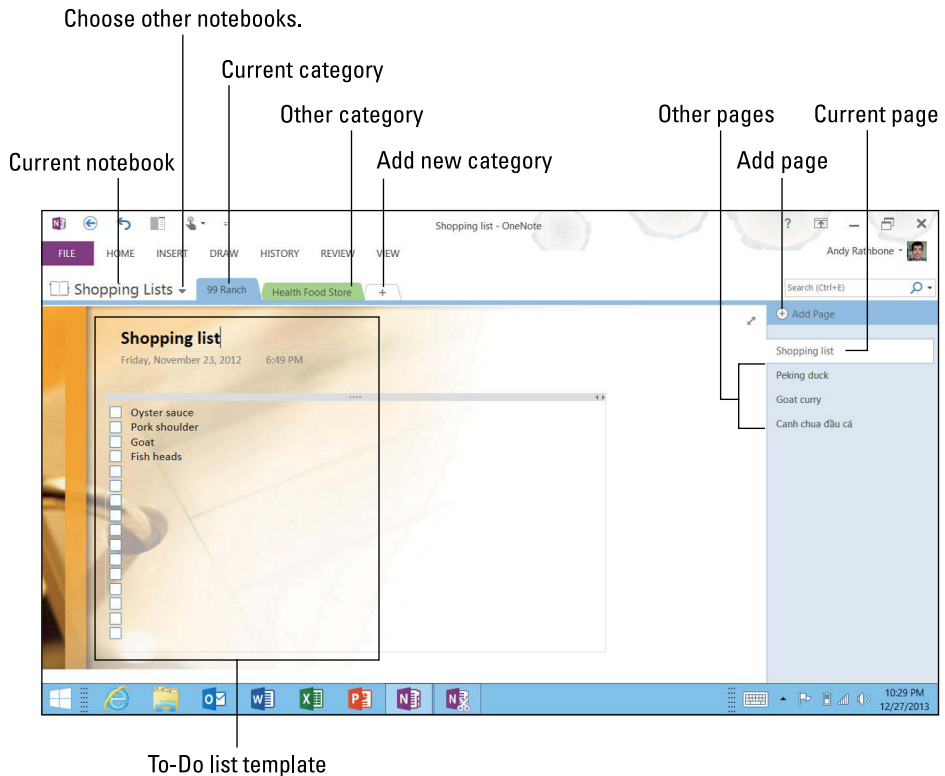 Choose other notebooks.
Current category
Other category
Other pages
Current page
Current notebook
Add new category
Add page
Shopping list - OneNote
?
FILE
HOME
INSERT
DRAW
HISTORY
REVIEW
VIEW
Andy Rathbone
Shopping Lists
99 Ranch
Health Food Store
+
Search (Ctrl+E)
Add Page
Shopping list
Friday, November 23, 2012
6:49 PM
Shopping list
Peking duck
Goat curry
Canh chua đầu cá
Oyster sauce
Pork shoulder
Goat
Fish heads
10:29 PM
12/27/2013
To-Do list template